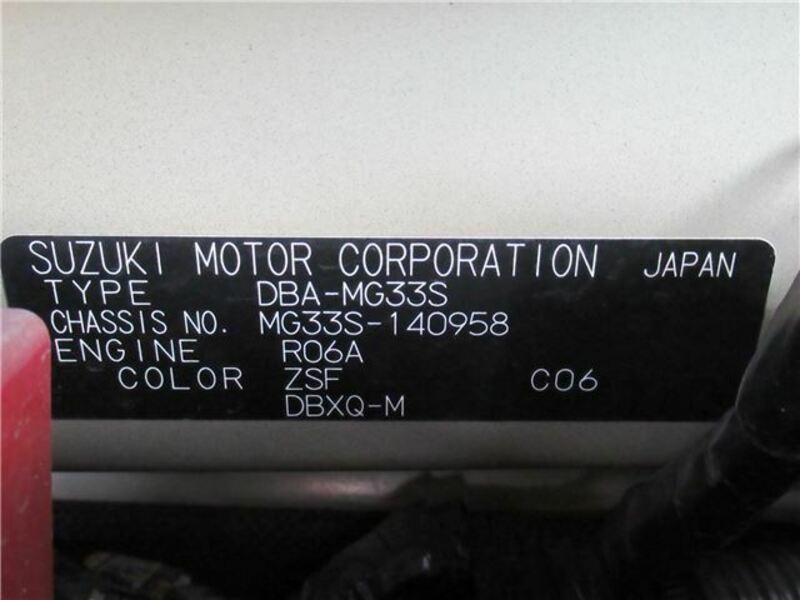 SUZUKI MOTOR CORPORATION JAPAN
TYPE DBA-MG33S
CHASSIS NO. MG33S-140958
ENGINE R06A
COLOR ZSF C06
DBXQ-M